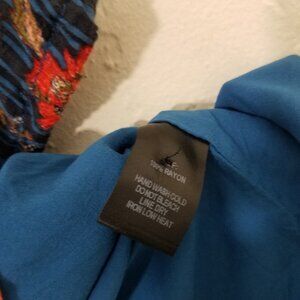 100% RAYON
HAND WASH COLD
DO NOT BLEACH
LINE DRY
IRON LOW HEAT